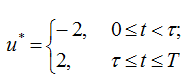 u* = { −2, 0 ≤ t < τ;
2, τ ≤ t ≤ T